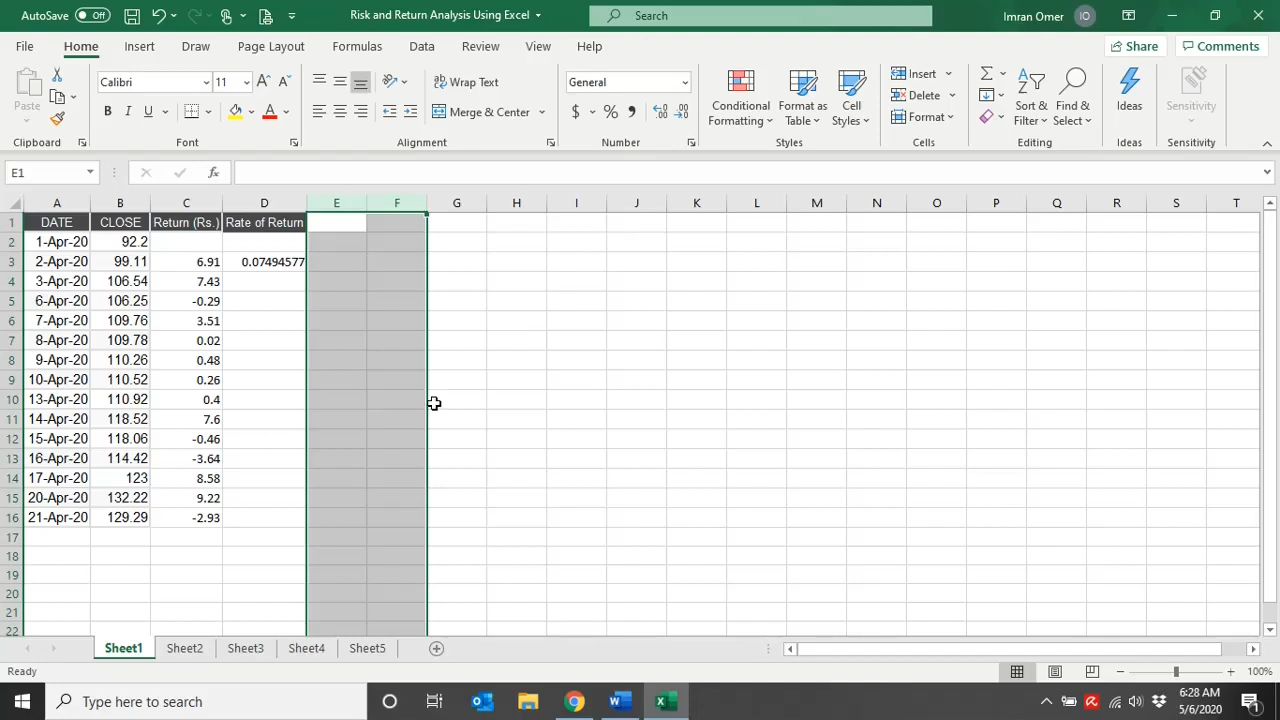 AutoSave Off Risk and Return Analysis Using Excel Search Imran Omer IO
File Home Insert Draw Page Layout Formulas Data Review View Help Share Comments
Paste Calibri 11 Wrap Text General Conditional Formatting Format as Table Cell Styles Insert Sort & Filter Find & Select Ideas Sensitivity
B I U Merge & Center $ % Delete
Format
Clipboard Font Alignment Number Styles Cells Editing Ideas Sensitivity
E1 fx
A B C D E F G H I J K L M N O P Q R S T
1 DATE CLOSE Return (Rs.) Rate of Return
2 1-Apr-20 92.2
3 2-Apr-20 99.11 6.91 0.07494577
4 3-Apr-20 106.54 7.43
5 6-Apr-20 106.25 -0.29
6 7-Apr-20 109.76 3.51
7 8-Apr-20 109.78 0.02
8 9-Apr-20 110.26 0.48
9 10-Apr-20 110.52 0.26
10 13-Apr-20 110.92 0.4
11 14-Apr-20 118.52 7.6
12 15-Apr-20 118.06 -0.46
13 16-Apr-20 114.42 -3.64
14 17-Apr-20 123 8.58
15 20-Apr-20 132.22 9.22
16 21-Apr-20 129.29 -2.93
17
18
19
20
21
22
Sheet1 Sheet2 Sheet3 Sheet4 Sheet5
Ready 100%
Type here to search 6:28 AM
5/6/2020